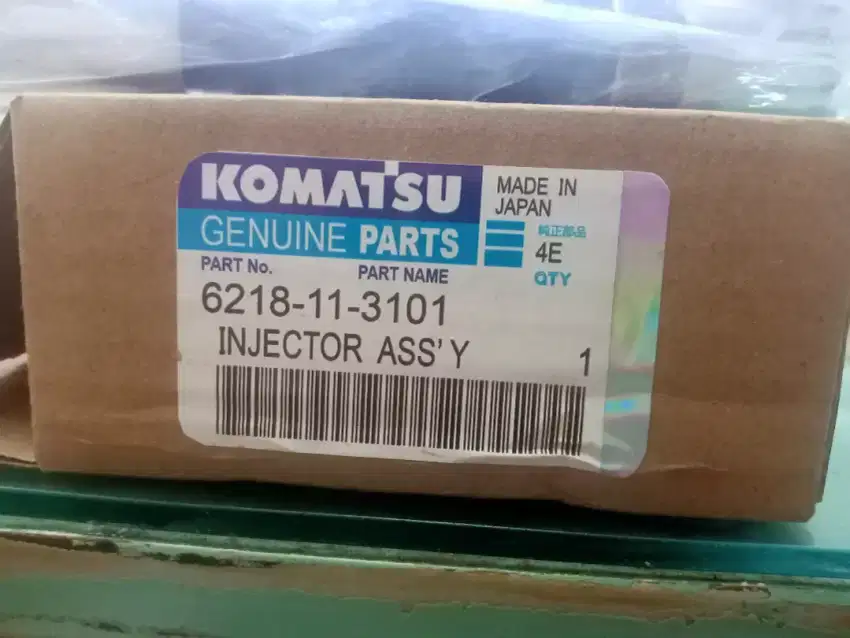 KOMATSU
GENUINE PARTS
MADE IN
JAPAN
純正部品
4E
QTY
PART No.
PART NAME
6218-11-3101
INJECTOR ASS'Y
1